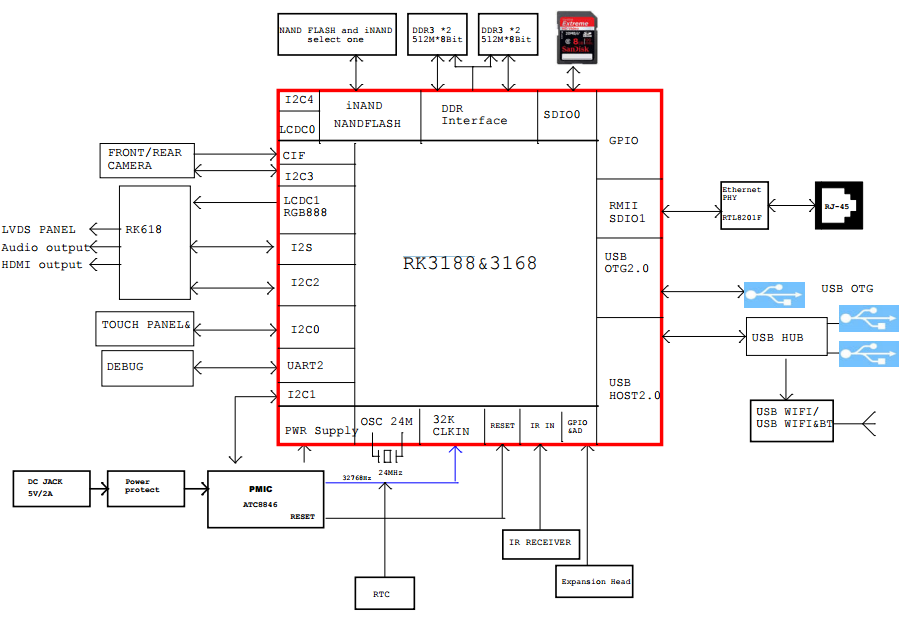 NAND FLASH and iNAND
select one
DDR3 *2
512M*8Bit
DDR3 *2
512M*8Bit
Extreme
SanDisk
I2C4
LCDC0
iNAND
NANDFLASH
DDR
Interface
SDIO0
GPIO
FRONT/REAR
CAMERA
CIF
I2C3
LCDC1
RGB888
RK618
LVDS PANEL
Audio output
HDMI output
I2S
I2C2
RK3188&3168
RMII
SDIO1
Ethernet
PHY
RTL8201F
RJ-45
USB
OTG2.0
USB OTG
TOUCH PANEL&
I2C0
USB HUB
DEBUG
UART2
I2C1
USB
HOST2.0
USB WIFI/
USB WIFI&BT
PWR Supply
OSC 24M
32K
CLKIN
RESET
IR IN
GPIO
&AD
24MHz
32768Hz
DC JACK
5V/2A
Power
protect
PMIC
ATC8846
RESET
IR RECEIVER
Expansion Head
RTC